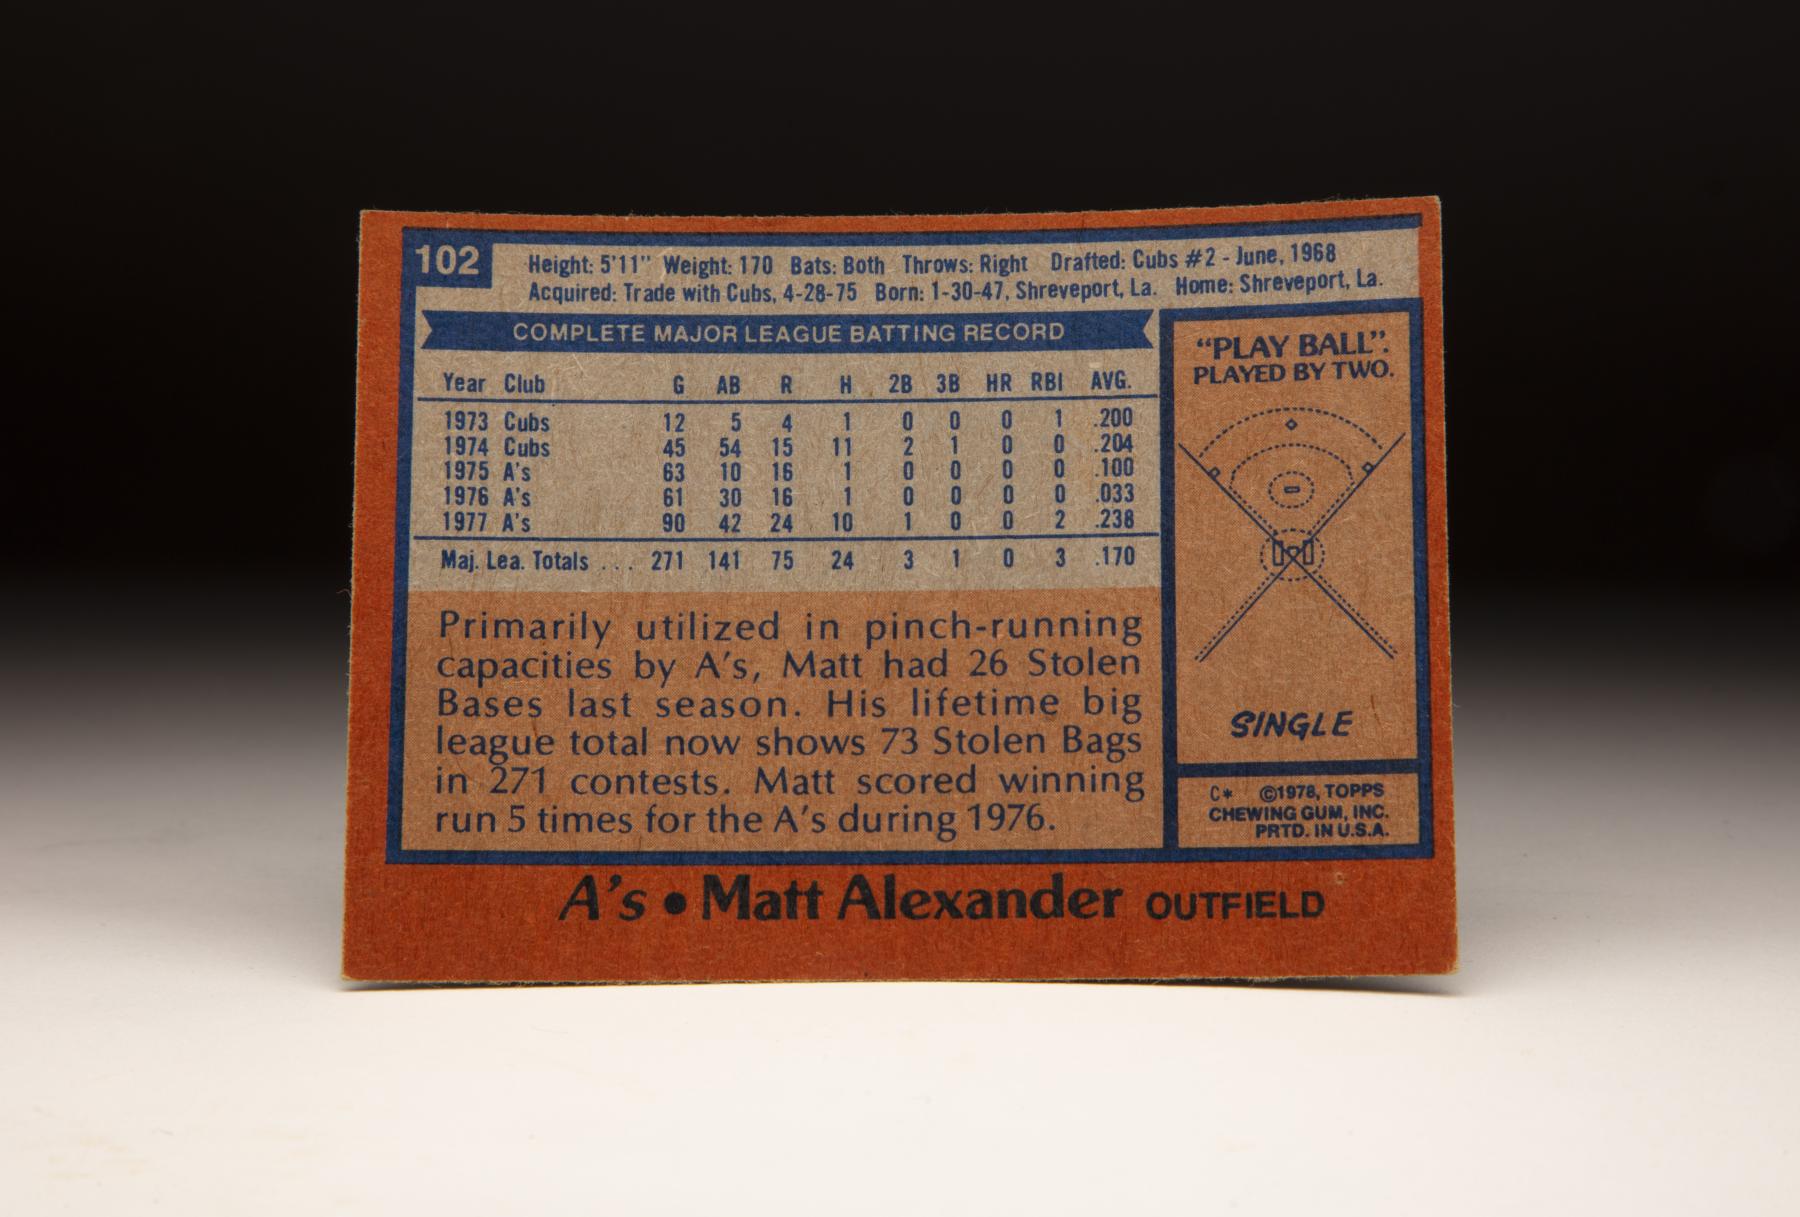 102
Height: 5'11" Weight: 170 Bats: Both Throws: Right Drafted: Cubs #2 - June, 1968
Acquired: Trade with Cubs, 4-28-75 Born: 1-30-47, Shreveport, La. Home: Shreveport, La.
COMPLETE MAJOR LEAGUE BATTING RECORD
Year Club G AB R H 2B 3B HR RBI AVG.
1973 Cubs 12 5 4 1 0 0 0 1 .200
1974 Cubs 45 54 15 11 2 1 0 0 .204
1975 A's 63 10 16 1 0 0 0 0 .100
1976 A's 61 30 16 1 0 0 0 0 .033
1977 A's 90 42 24 10 1 0 0 2 .238
Maj. Lea. Totals ... 271 141 75 24 3 1 0 3 .170
Primarily utilized in pinch-running
capacities by A's, Matt had 26 Stolen
Bases last season. His lifetime big
league total now shows 73 Stolen Bags
in 271 contests. Matt scored winning
run 5 times for the A's during 1976.
"PLAY BALL".
PLAYED BY TWO.
SINGLE
C* ©1978, TOPPS
CHEWING GUM, INC.
PRTD. IN U.S.A.
A's • Matt Alexander OUTFIELD